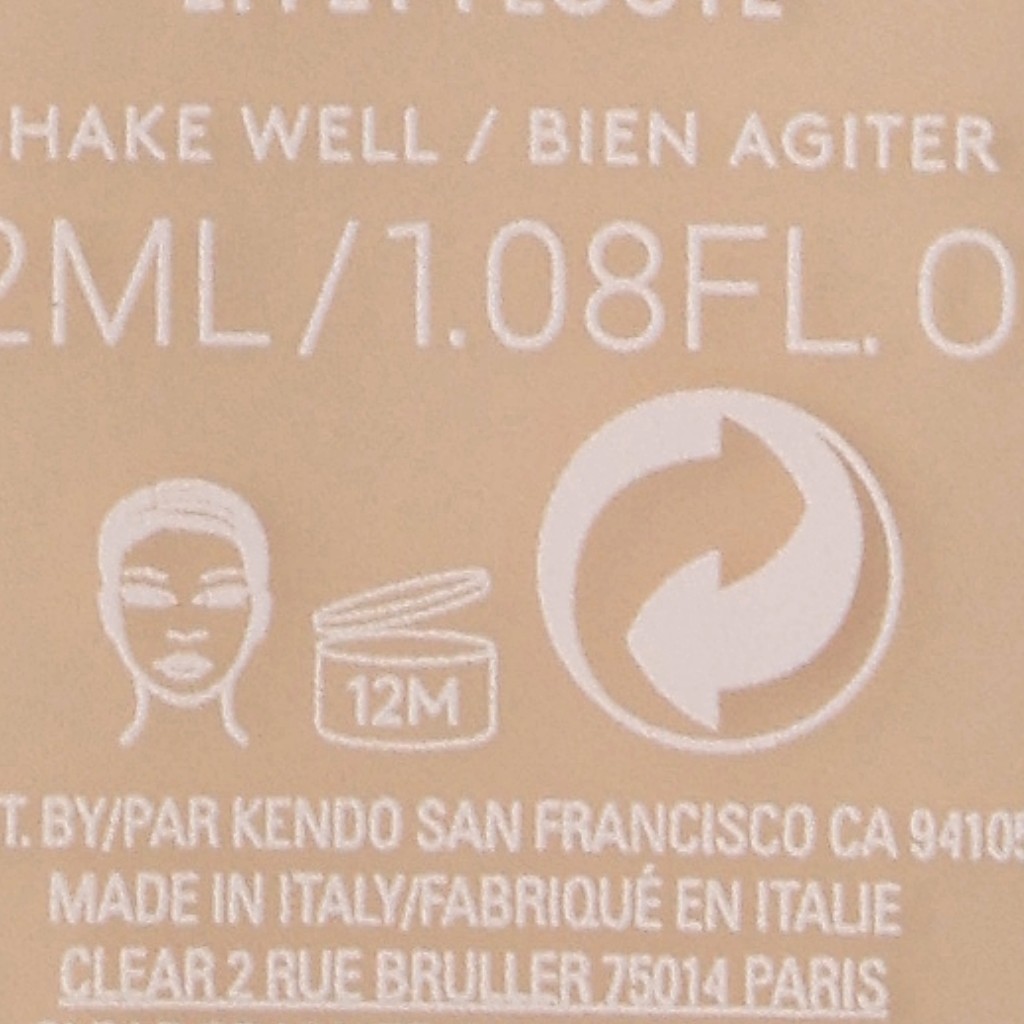 HAKE WELL / BIEN AGITER
2ML / 1.08FL. O
12M
T. BY/PAR KENDO SAN FRANCISCO CA 94105
MADE IN ITALY/FABRIQUÉ EN ITALIE
CLEAR 2 RUE BRULLER 75014 PARIS